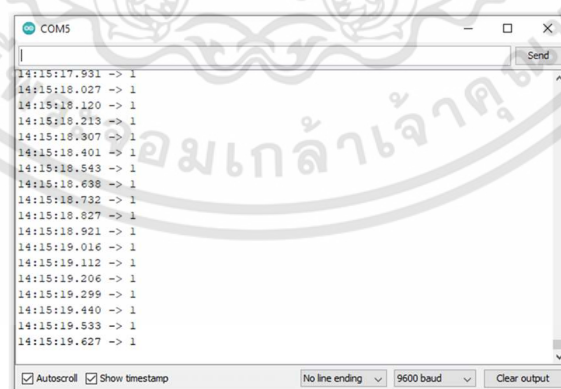 COM5
Send
14:15:17.931 -> 1
14:15:18.027 -> 1
14:15:18.120 -> 1
14:15:18.213 -> 1
14:15:18.307 -> 1
14:15:18.401 -> 1
14:15:18.543 -> 1
14:15:18.638 -> 1
14:15:18.732 -> 1
14:15:18.827 -> 1
14:15:18.921 -> 1
14:15:19.016 -> 1
14:15:19.112 -> 1
14:15:19.206 -> 1
14:15:19.299 -> 1
14:15:19.440 -> 1
14:15:19.533 -> 1
14:15:19.627 -> 1
Autoscroll Show timestamp No line ending 9600 baud Clear output